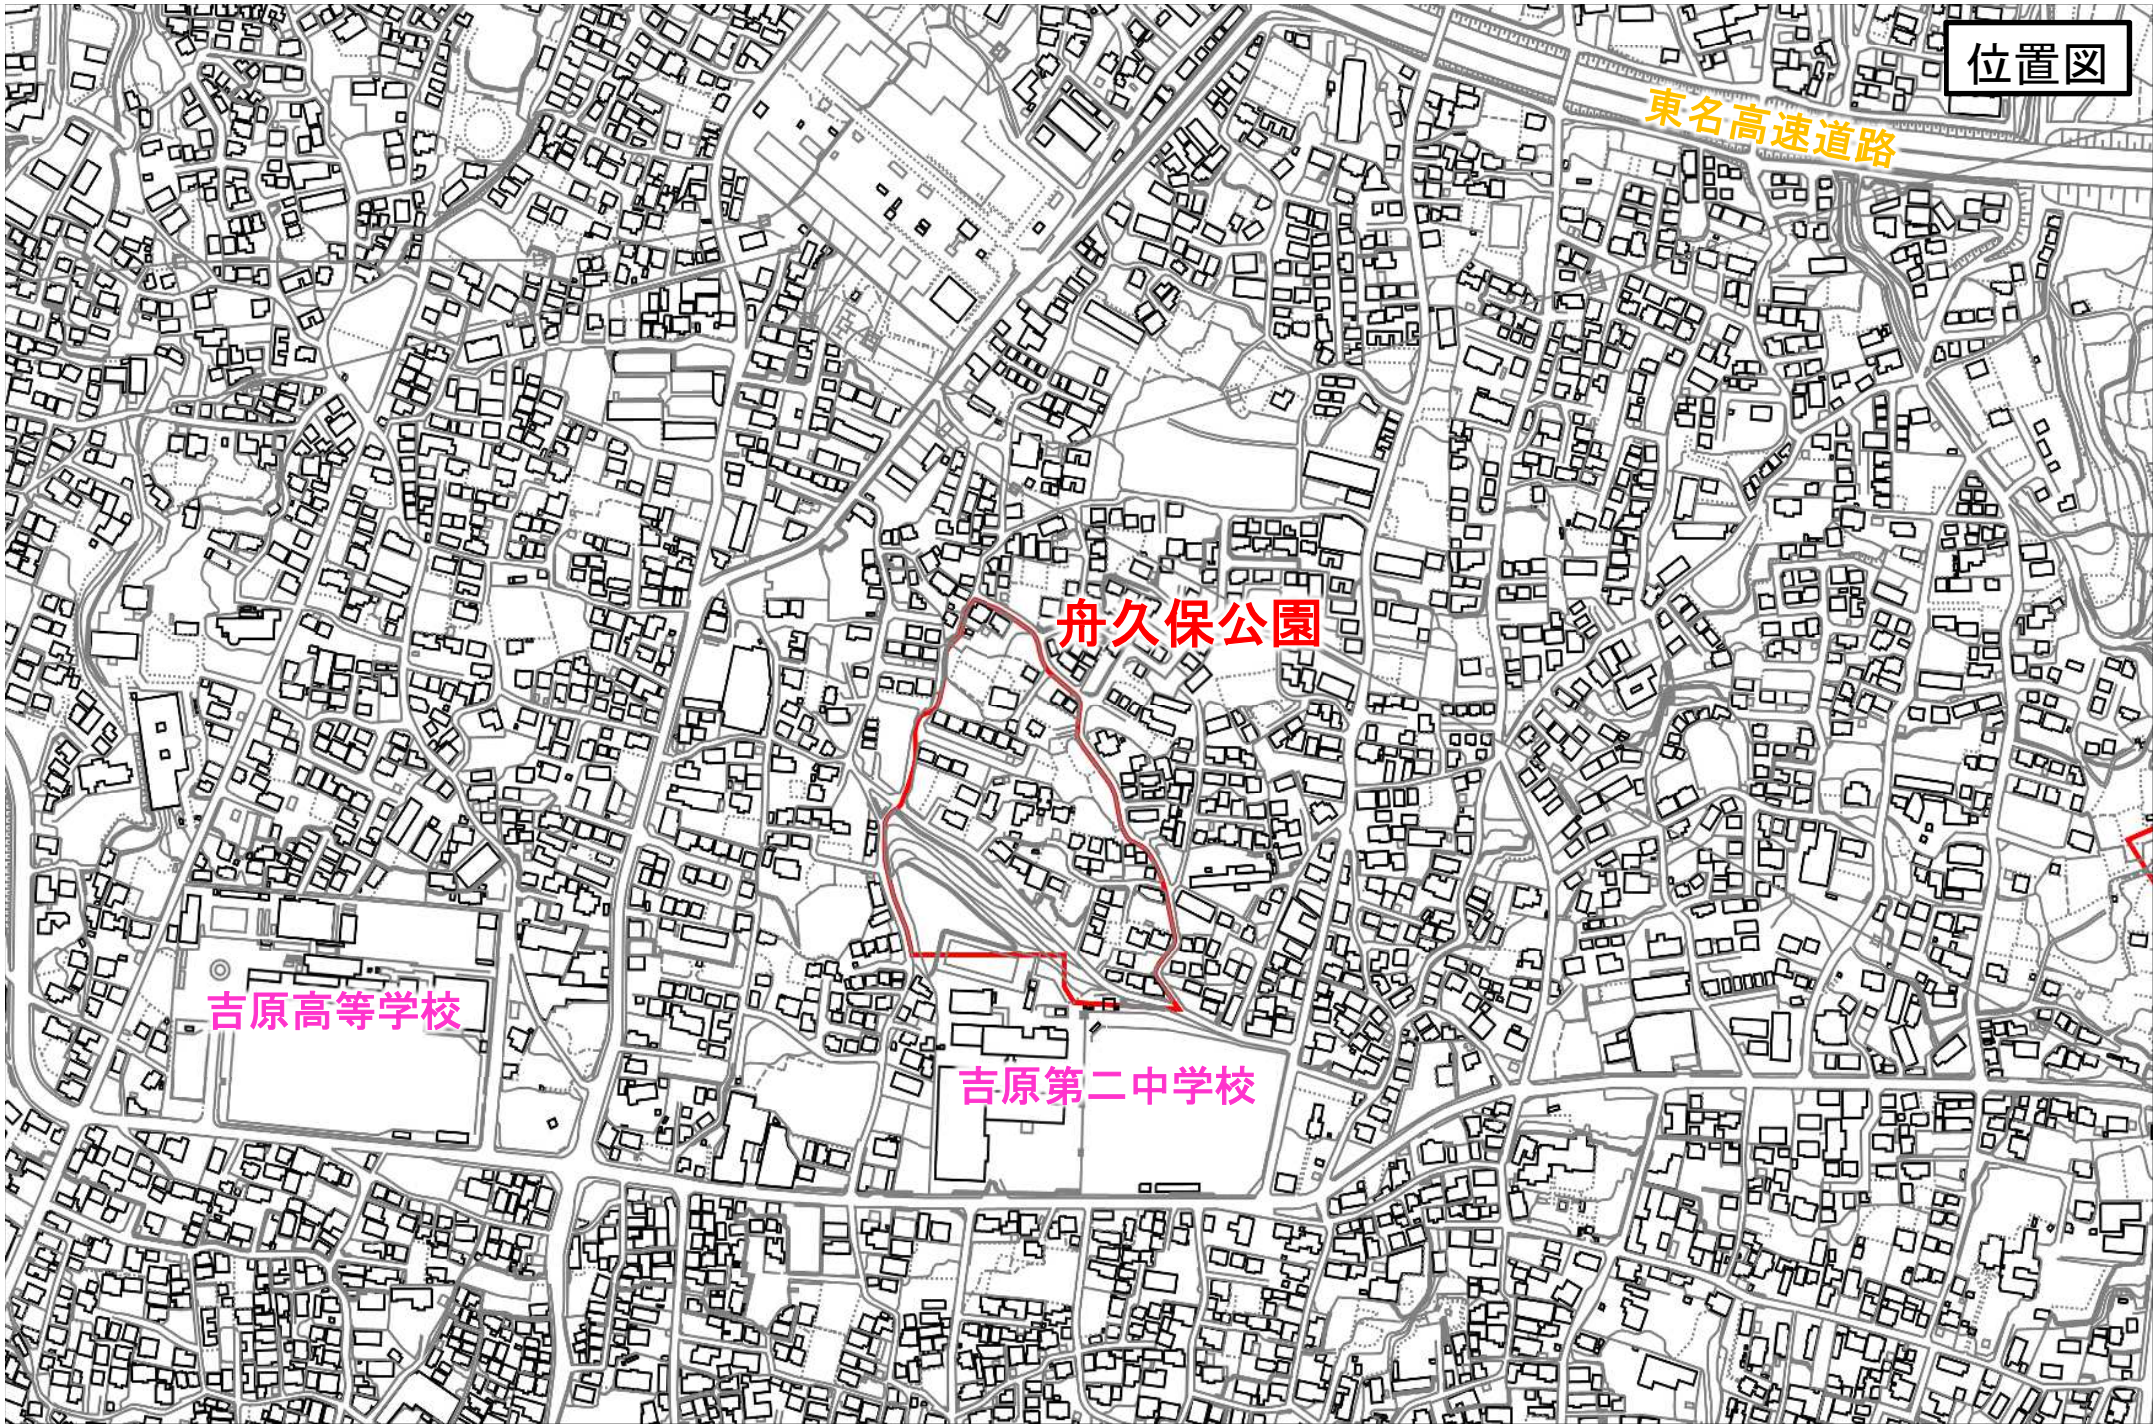 位置図
東名高速道路
舟久保公園
吉原高等学校
吉原第二中学校